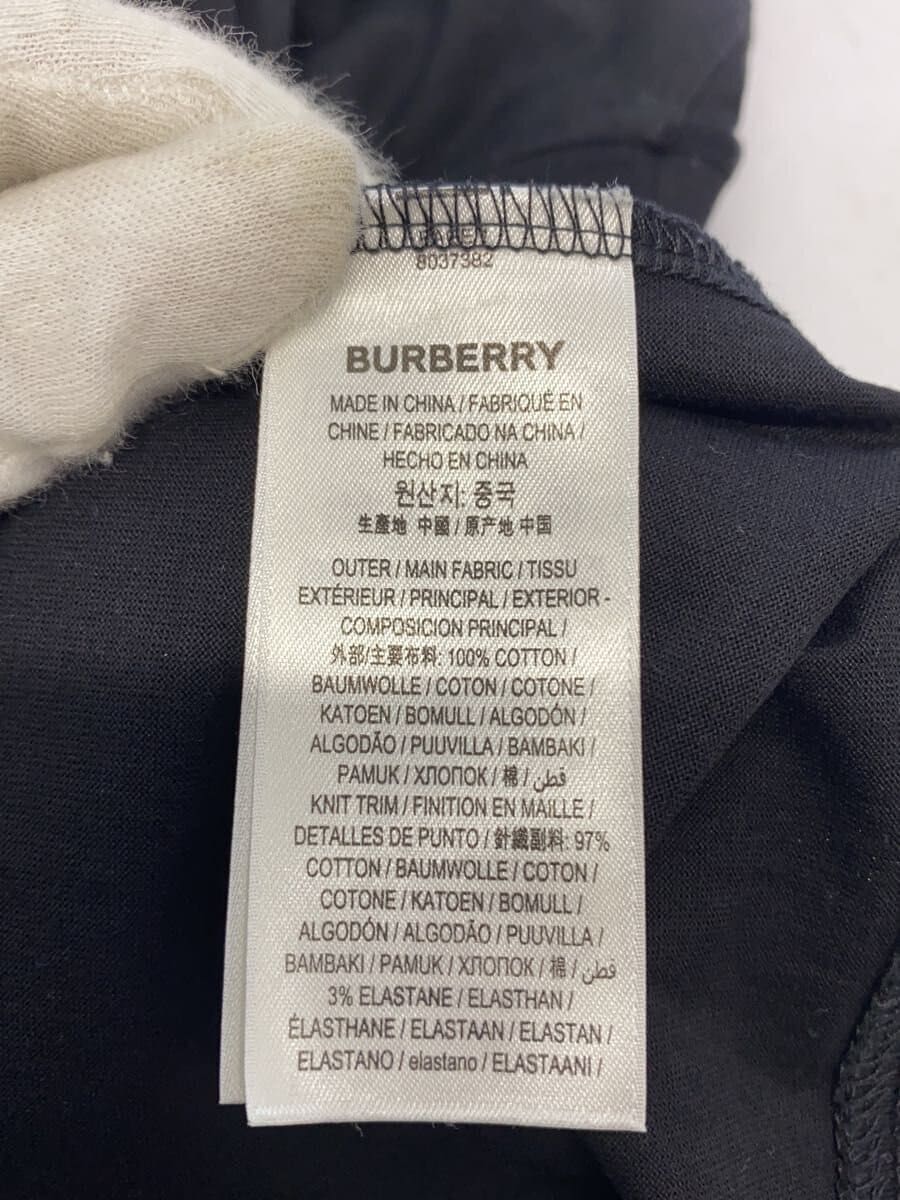 8037382
BURBERRY
MADE IN CHINA / FABRIQUÉ EN
CHINE / FABRICADO NA CHINA /
HECHO EN CHINA
원산지: 중국
生產地 中國 / 原产地 中国
OUTER / MAIN FABRIC / TISSU
EXTÉRIEUR / PRINCIPAL / EXTERIOR -
COMPOSICION PRINCIPAL /
外部/主要布料: 100% COTTON /
BAUMWOLLE / COTON / COTONE /
KATOEN / BOMULL / ALGODÓN /
ALGODÃO / PUUVILLA / BAMBAKI /
PAMUK / ХЛОПОК / 棉 / قطن /
KNIT TRIM / FINITION EN MAILLE /
DETALLES DE PUNTO / 針織副料: 97%
COTTON / BAUMWOLLE / COTON /
COTONE / KATOEN / BOMULL /
ALGODÓN / ALGODÃO / PUUVILLA /
BAMBAKI / PAMUK / ХЛОПОК / 棉 / قطن /
3% ELASTANE / ELASTHAN /
ÉLASTHANE / ELASTAAN / ELASTAN /
ELASTANO / elastano / ELASTAANI /